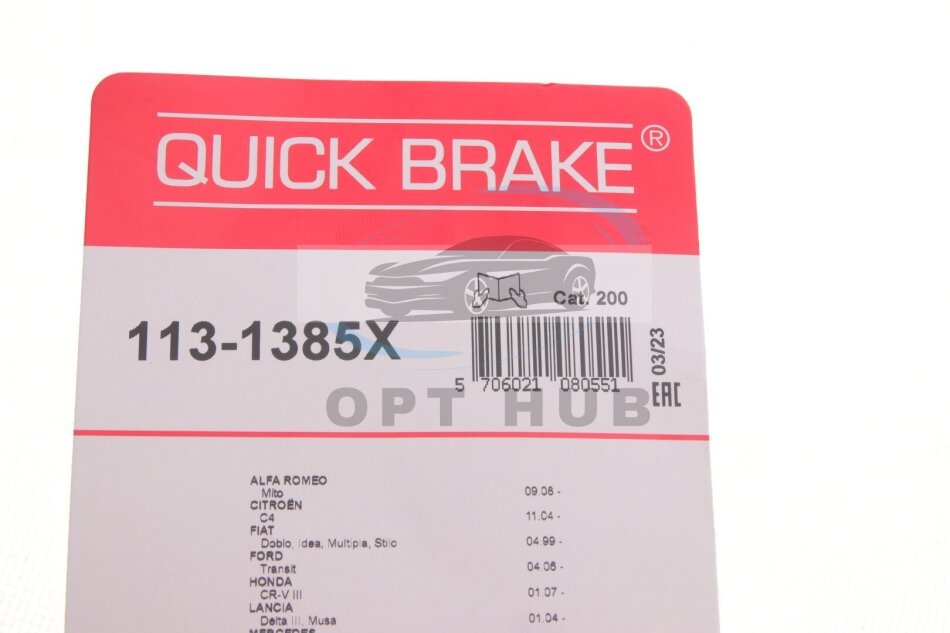 QUICK BRAKE®
Cat. 200
113-1385X
5 706021 080551
03/23
EAC
OPT HUB
ALFA ROMEO
Mito 09.08 -
CITROËN
C4 11.04 -
FIAT
Doblo, Idea, Multipla, Stilo 04.99 -
FORD
Transit 04.06 -
HONDA
CR-V III 01.07 -
LANCIA
Delta III, Musa 01.04 -
MERCEDES